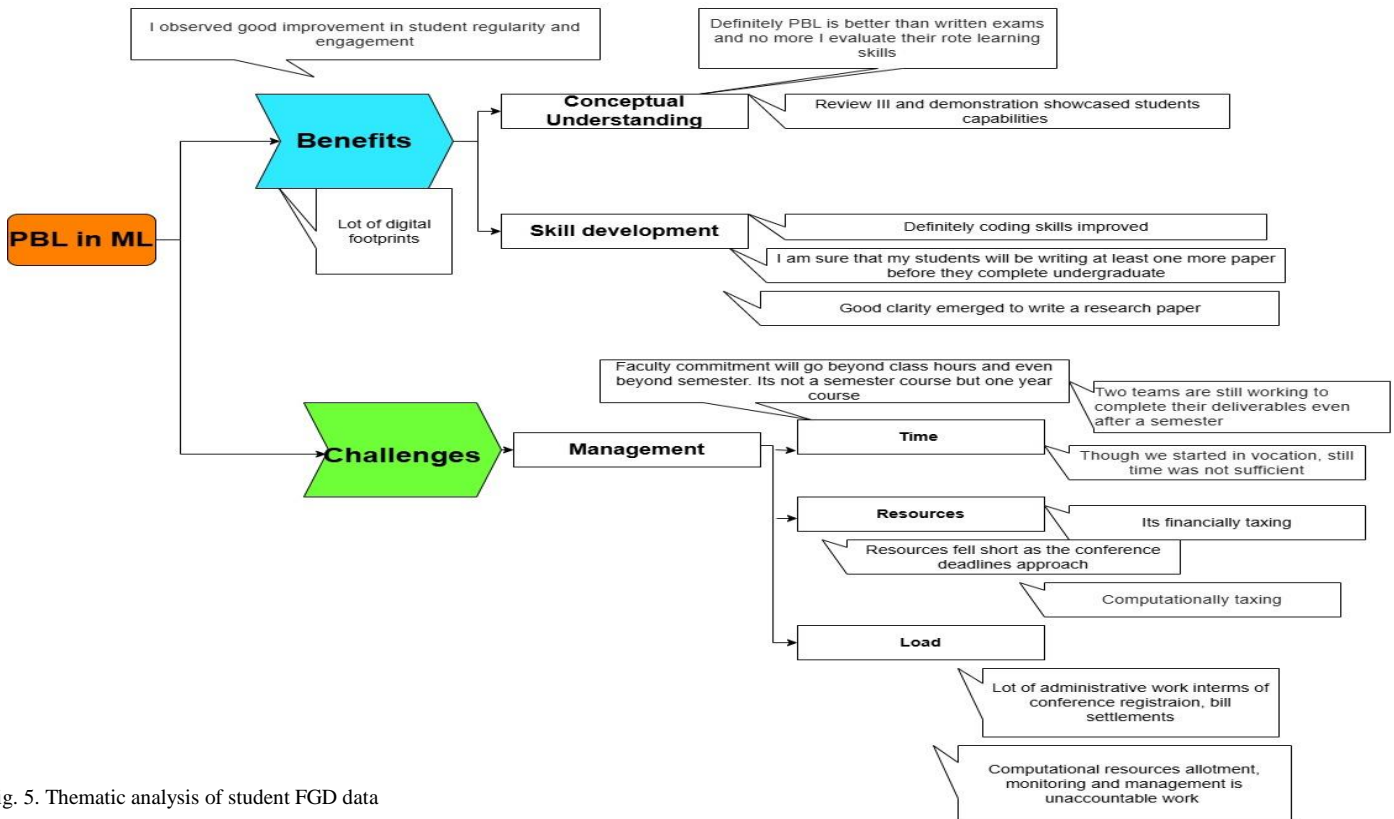 I observed good improvement in student regularity and
engagement
Definitely PBL is better than written exams
and no more I evaluate their rote learning
skills
Conceptual
Understanding
Review III and demonstration showcased students
capabilities
Benefits
Lot of digital
footprints
PBL in ML
Skill development
Definitely coding skills improved
I am sure that my students will be writing at least one more paper
before they complete undergraduate
Good clarity emerged to write a research paper
Faculty commitment will go beyond class hours and even
beyond semester. Its not a semester course but one year
course
Two teams are still working to
complete their deliverables even
after a semester
Time
Challenges
Management
Though we started in vocation, still
time was not sufficient
Resources
Its financially taxing
Resources fell short as the conference
deadlines approach
Computationally taxing
Load
Lot of administrative work interms of
conference registraion, bill
settlements
Computational resources allotment,
monitoring and management is
unaccountable work
ig. 5. Thematic analysis of student FGD data